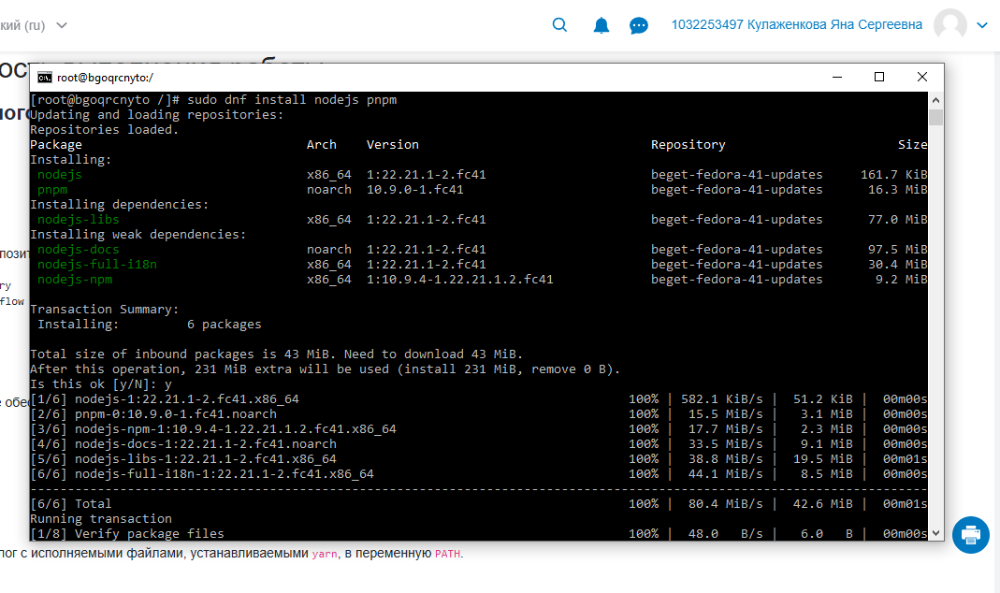 кий (ru)
1032253497 Кулаженкова Яна Сергеевна
root@bgoqrcnyto:/
[root@bgoqrcnyto /]# sudo dnf install nodejs pnpm
Updating and loading repositories:
Repositories loaded.
Package Arch Version Repository Size
Installing:
nodejs x86_64 1:22.21.1-2.fc41 beget-fedora-41-updates 161.7 KiB
pnpm noarch 10.9.0-1.fc41 beget-fedora-41-updates 16.3 MiB
Installing dependencies:
nodejs-libs x86_64 1:22.21.1-2.fc41 beget-fedora-41-updates 77.0 MiB
Installing weak dependencies:
nodejs-docs noarch 1:22.21.1-2.fc41 beget-fedora-41-updates 97.5 MiB
nodejs-full-i18n x86_64 1:22.21.1-2.fc41 beget-fedora-41-updates 30.4 MiB
nodejs-npm x86_64 1:10.9.4-1.22.21.1.2.fc41 beget-fedora-41-updates 9.2 MiB
Transaction Summary:
Installing: 6 packages
Total size of inbound packages is 43 MiB. Need to download 43 MiB.
After this operation, 231 MiB extra will be used (install 231 MiB, remove 0 B).
Is this ok [y/N]: y
[1/6] nodejs-1:22.21.1-2.fc41.x86_64 100% | 582.1 KiB/s | 51.2 KiB | 00m00s
[2/6] pnpm-0:10.9.0-1.fc41.noarch 100% | 15.5 MiB/s | 3.1 MiB | 00m00s
[3/6] nodejs-npm-1:10.9.4-1.22.21.1.2.fc41.x86_64 100% | 17.7 MiB/s | 2.3 MiB | 00m00s
[4/6] nodejs-docs-1:22.21.1-2.fc41.noarch 100% | 33.5 MiB/s | 9.1 MiB | 00m00s
[5/6] nodejs-libs-1:22.21.1-2.fc41.x86_64 100% | 38.8 MiB/s | 19.5 MiB | 00m01s
[6/6] nodejs-full-i18n-1:22.21.1-2.fc41.x86_64 100% | 44.1 MiB/s | 8.5 MiB | 00m00s
--------------------------------------------------------------------------------
[6/6] Total 100% | 80.4 MiB/s | 42.6 MiB | 00m01s
Running transaction
[1/8] Verify package files 100% | 48.0 B/s | 6.0 B | 00m00s
позит
ry
flow
е обес
лог с исполняемыми файлами, устанавливаемыми yarn, в переменную PATH.